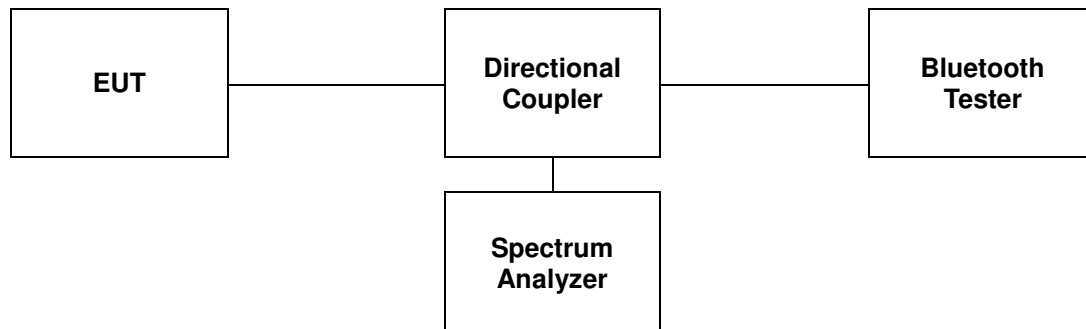 EUT
Directional
Coupler
Bluetooth
Tester
Spectrum
Analyzer